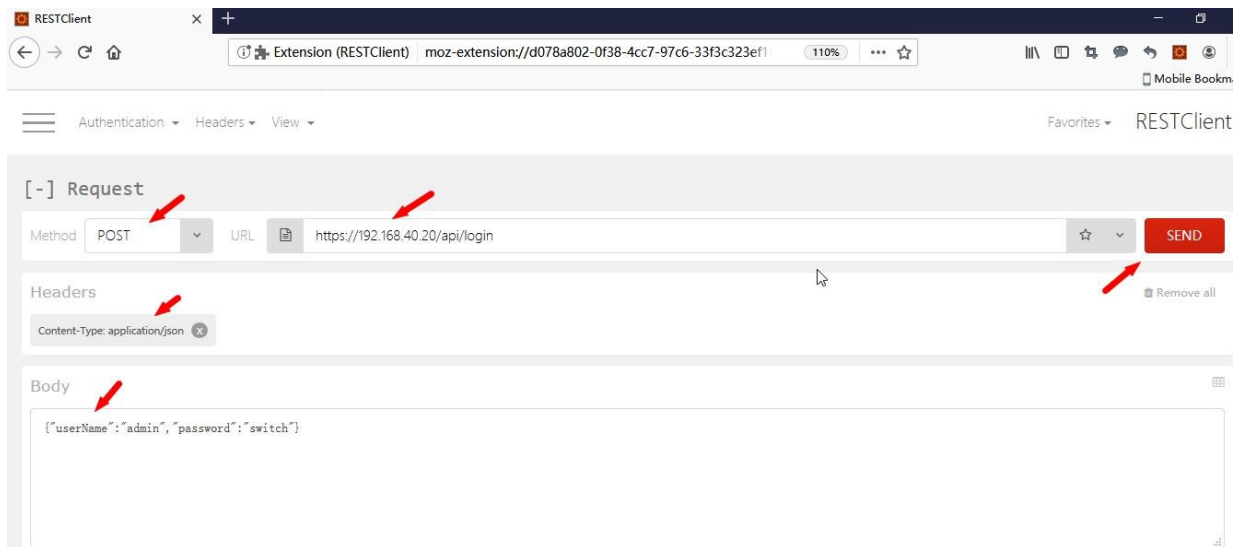 RESTClient
Extension (RESTClient) moz-extension://d078a802-0f38-4cc7-97c6-33f3c323ef1 110%
Mobile Bookm
Authentication Headers View Favorites RESTClient
[-] Request
Method POST URL https://192.168.40.20/api/login SEND
Headers Remove all
Content-Type: application/json
Body
{"userName":"admin","password":"switch"}